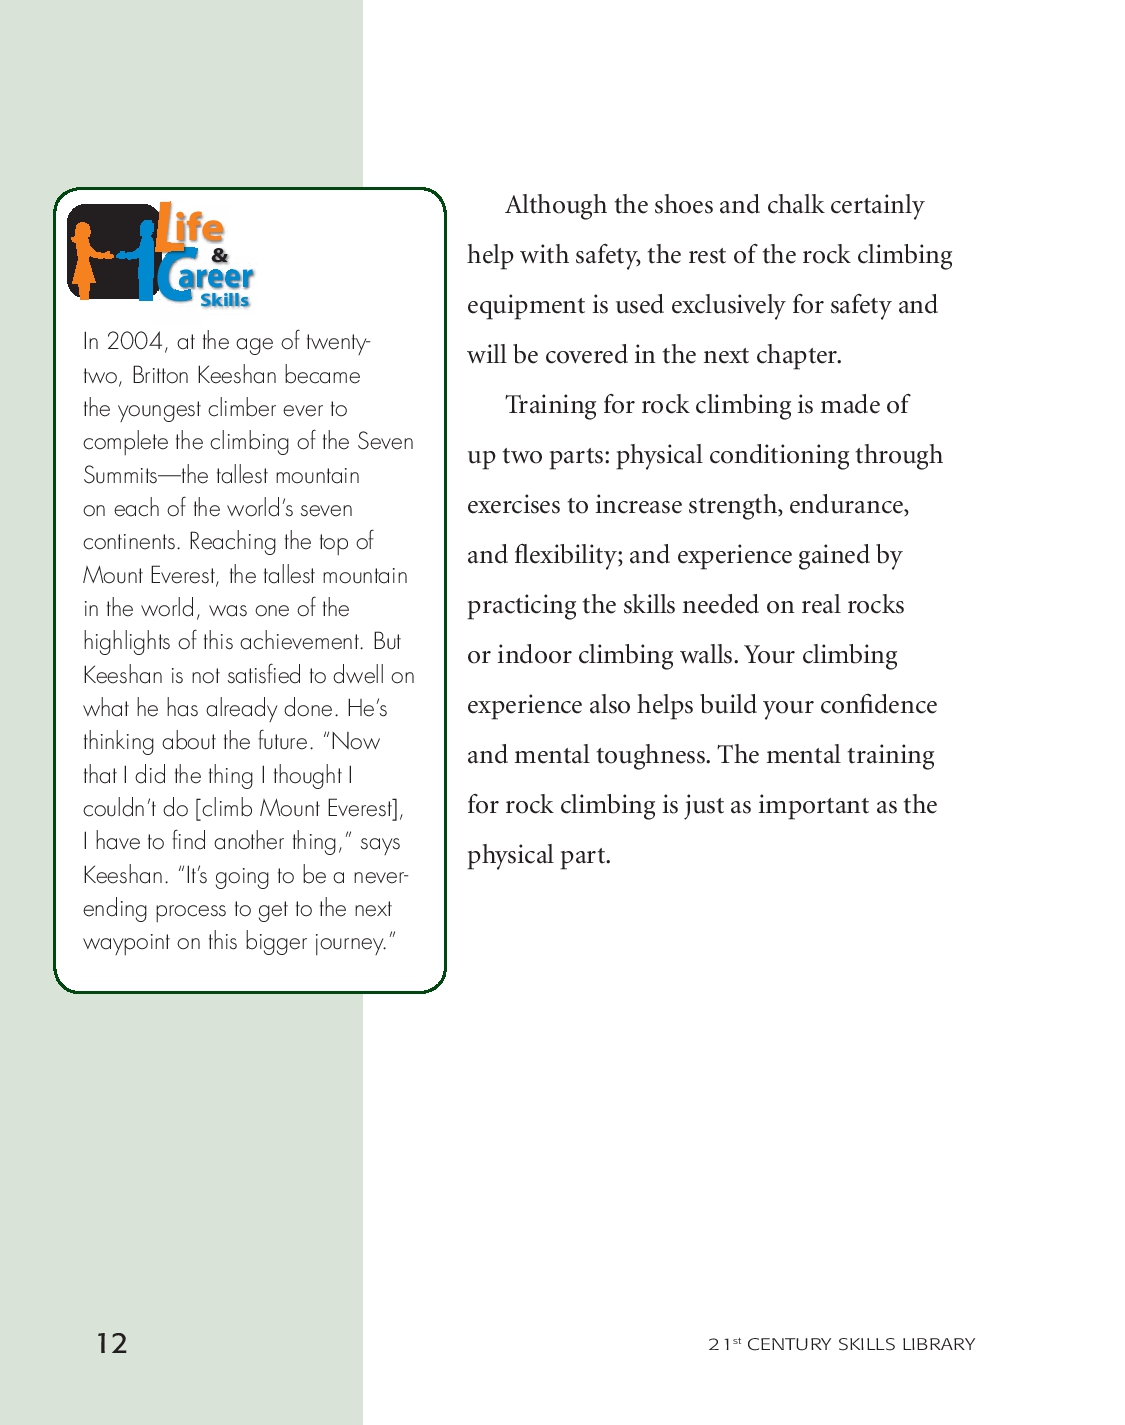 Life
&
Career
Skills
In 2004, at the age of twenty-
two, Britton Keeshan became
the youngest climber ever to
complete the climbing of the Seven
Summits—the tallest mountain
on each of the world’s seven
continents. Reaching the top of
Mount Everest, the tallest mountain
in the world, was one of the
highlights of this achievement. But
Keeshan is not satisfied to dwell on
what he has already done. He’s
thinking about the future. “Now
that I did the thing I thought I
couldn’t do [climb Mount Everest],
I have to find another thing,” says
Keeshan. “It’s going to be a never-
ending process to get to the next
waypoint on this bigger journey.”
Although the shoes and chalk certainly
help with safety, the rest of the rock climbing
equipment is used exclusively for safety and
will be covered in the next chapter.
Training for rock climbing is made of
up two parts: physical conditioning through
exercises to increase strength, endurance,
and flexibility; and experience gained by
practicing the skills needed on real rocks
or indoor climbing walls. Your climbing
experience also helps build your confidence
and mental toughness. The mental training
for rock climbing is just as important as the
physical part.
12
21st CENTURY SKILLS LIBRARY